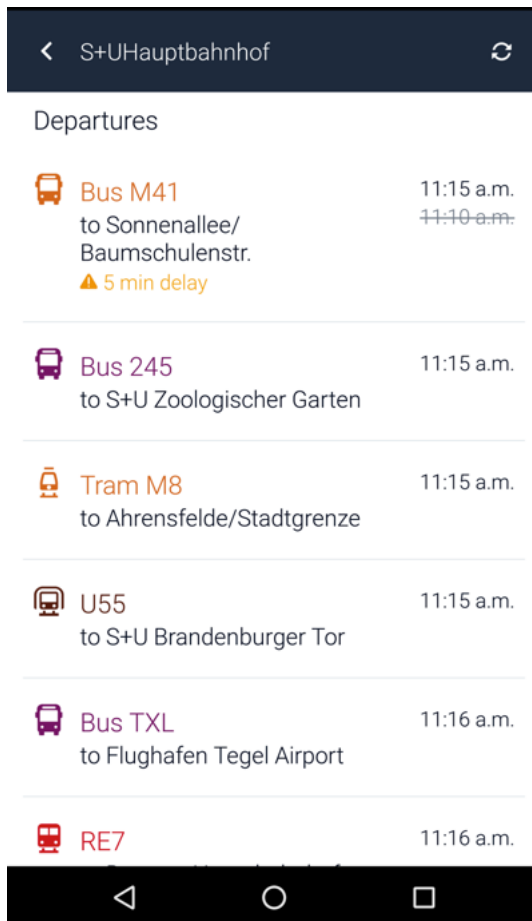 S+UHauptbahnhof
Departures
Bus M41
11:15 a.m.
to Sonnenallee/
11:10 a.m.
Baumschulenstr.
5 min delay
Bus 245
11:15 a.m.
to S+U Zoologischer Garten
Tram M8
11:15 a.m.
to Ahrensfelde/Stadtgrenze
U55
11:15 a.m.
to S+U Brandenburger Tor
Bus TXL
11:16 a.m.
to Flughafen Tegel Airport
RE7
11:16 a.m.